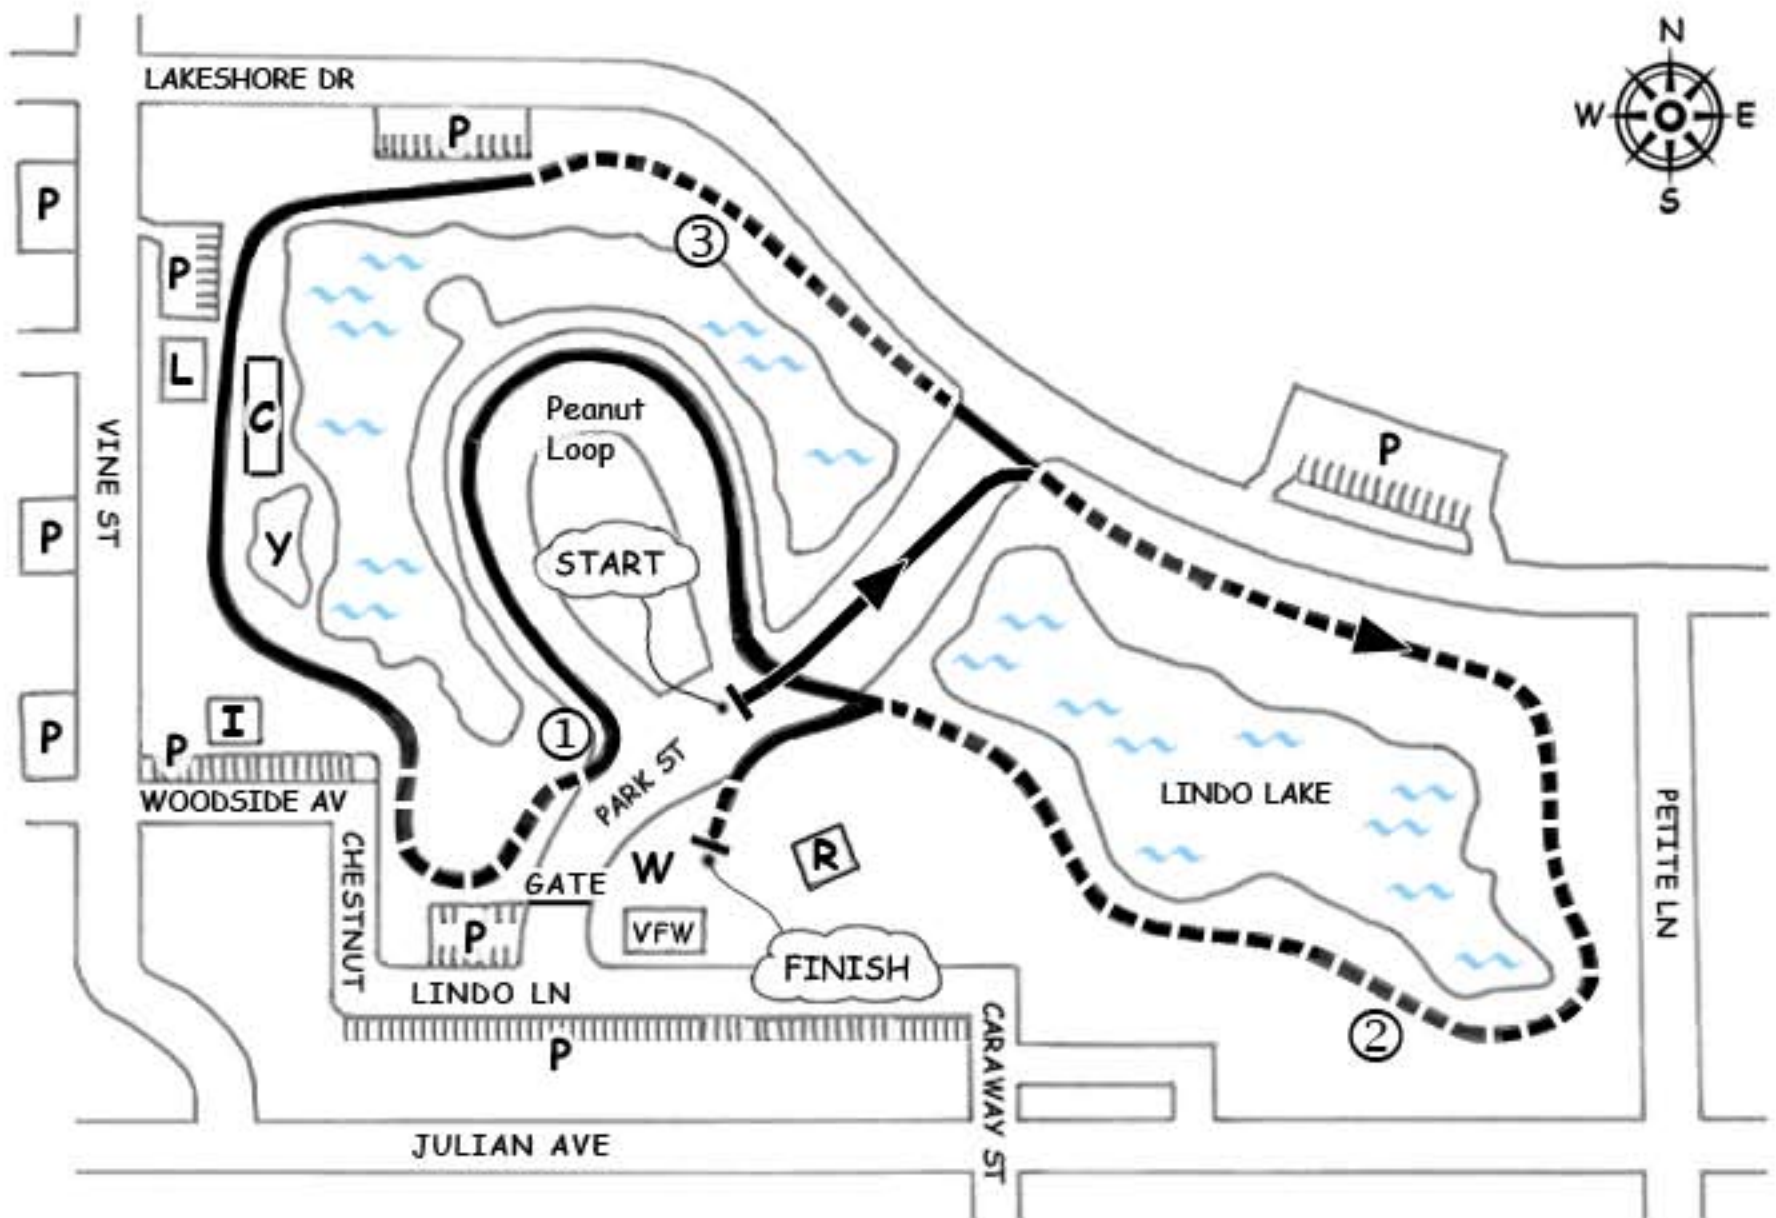 N
W E
S
LAKESHORE DR
P
P
P
3
L
C
Peanut
Loop
P
VINE ST
START
Y
P
I
1
P
P
PARK ST
LINDO LAKE
WOODSIDE AV
PETITE LN
CHESTNUT
W
R
GATE
P
VFW
FINISH
LINDO LN
2
P
CARAWAY ST
JULIAN AVE